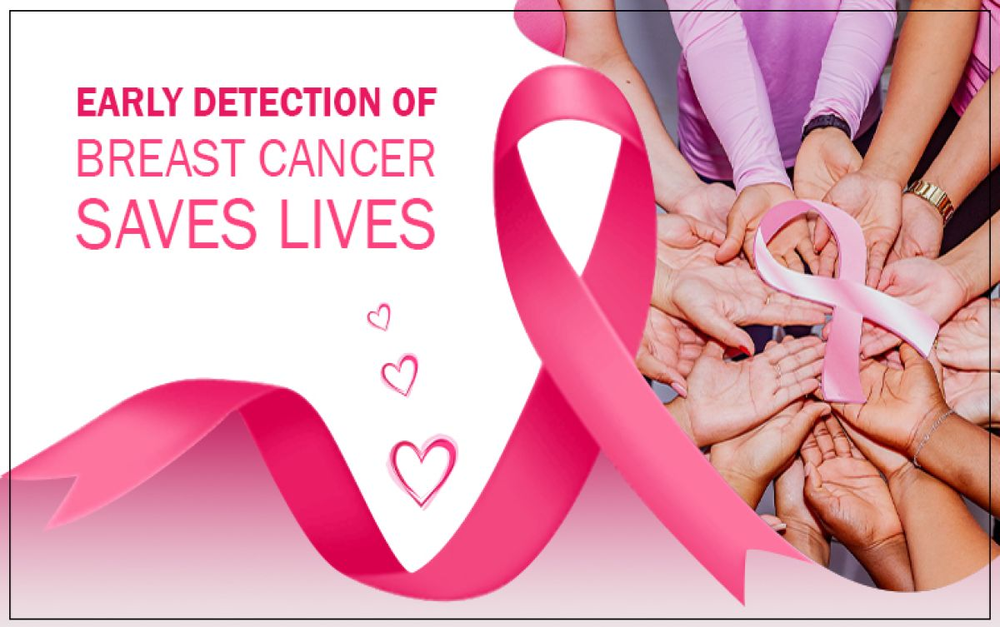 EARLY DETECTION OF
BREAST CANCER
SAVES LIVES